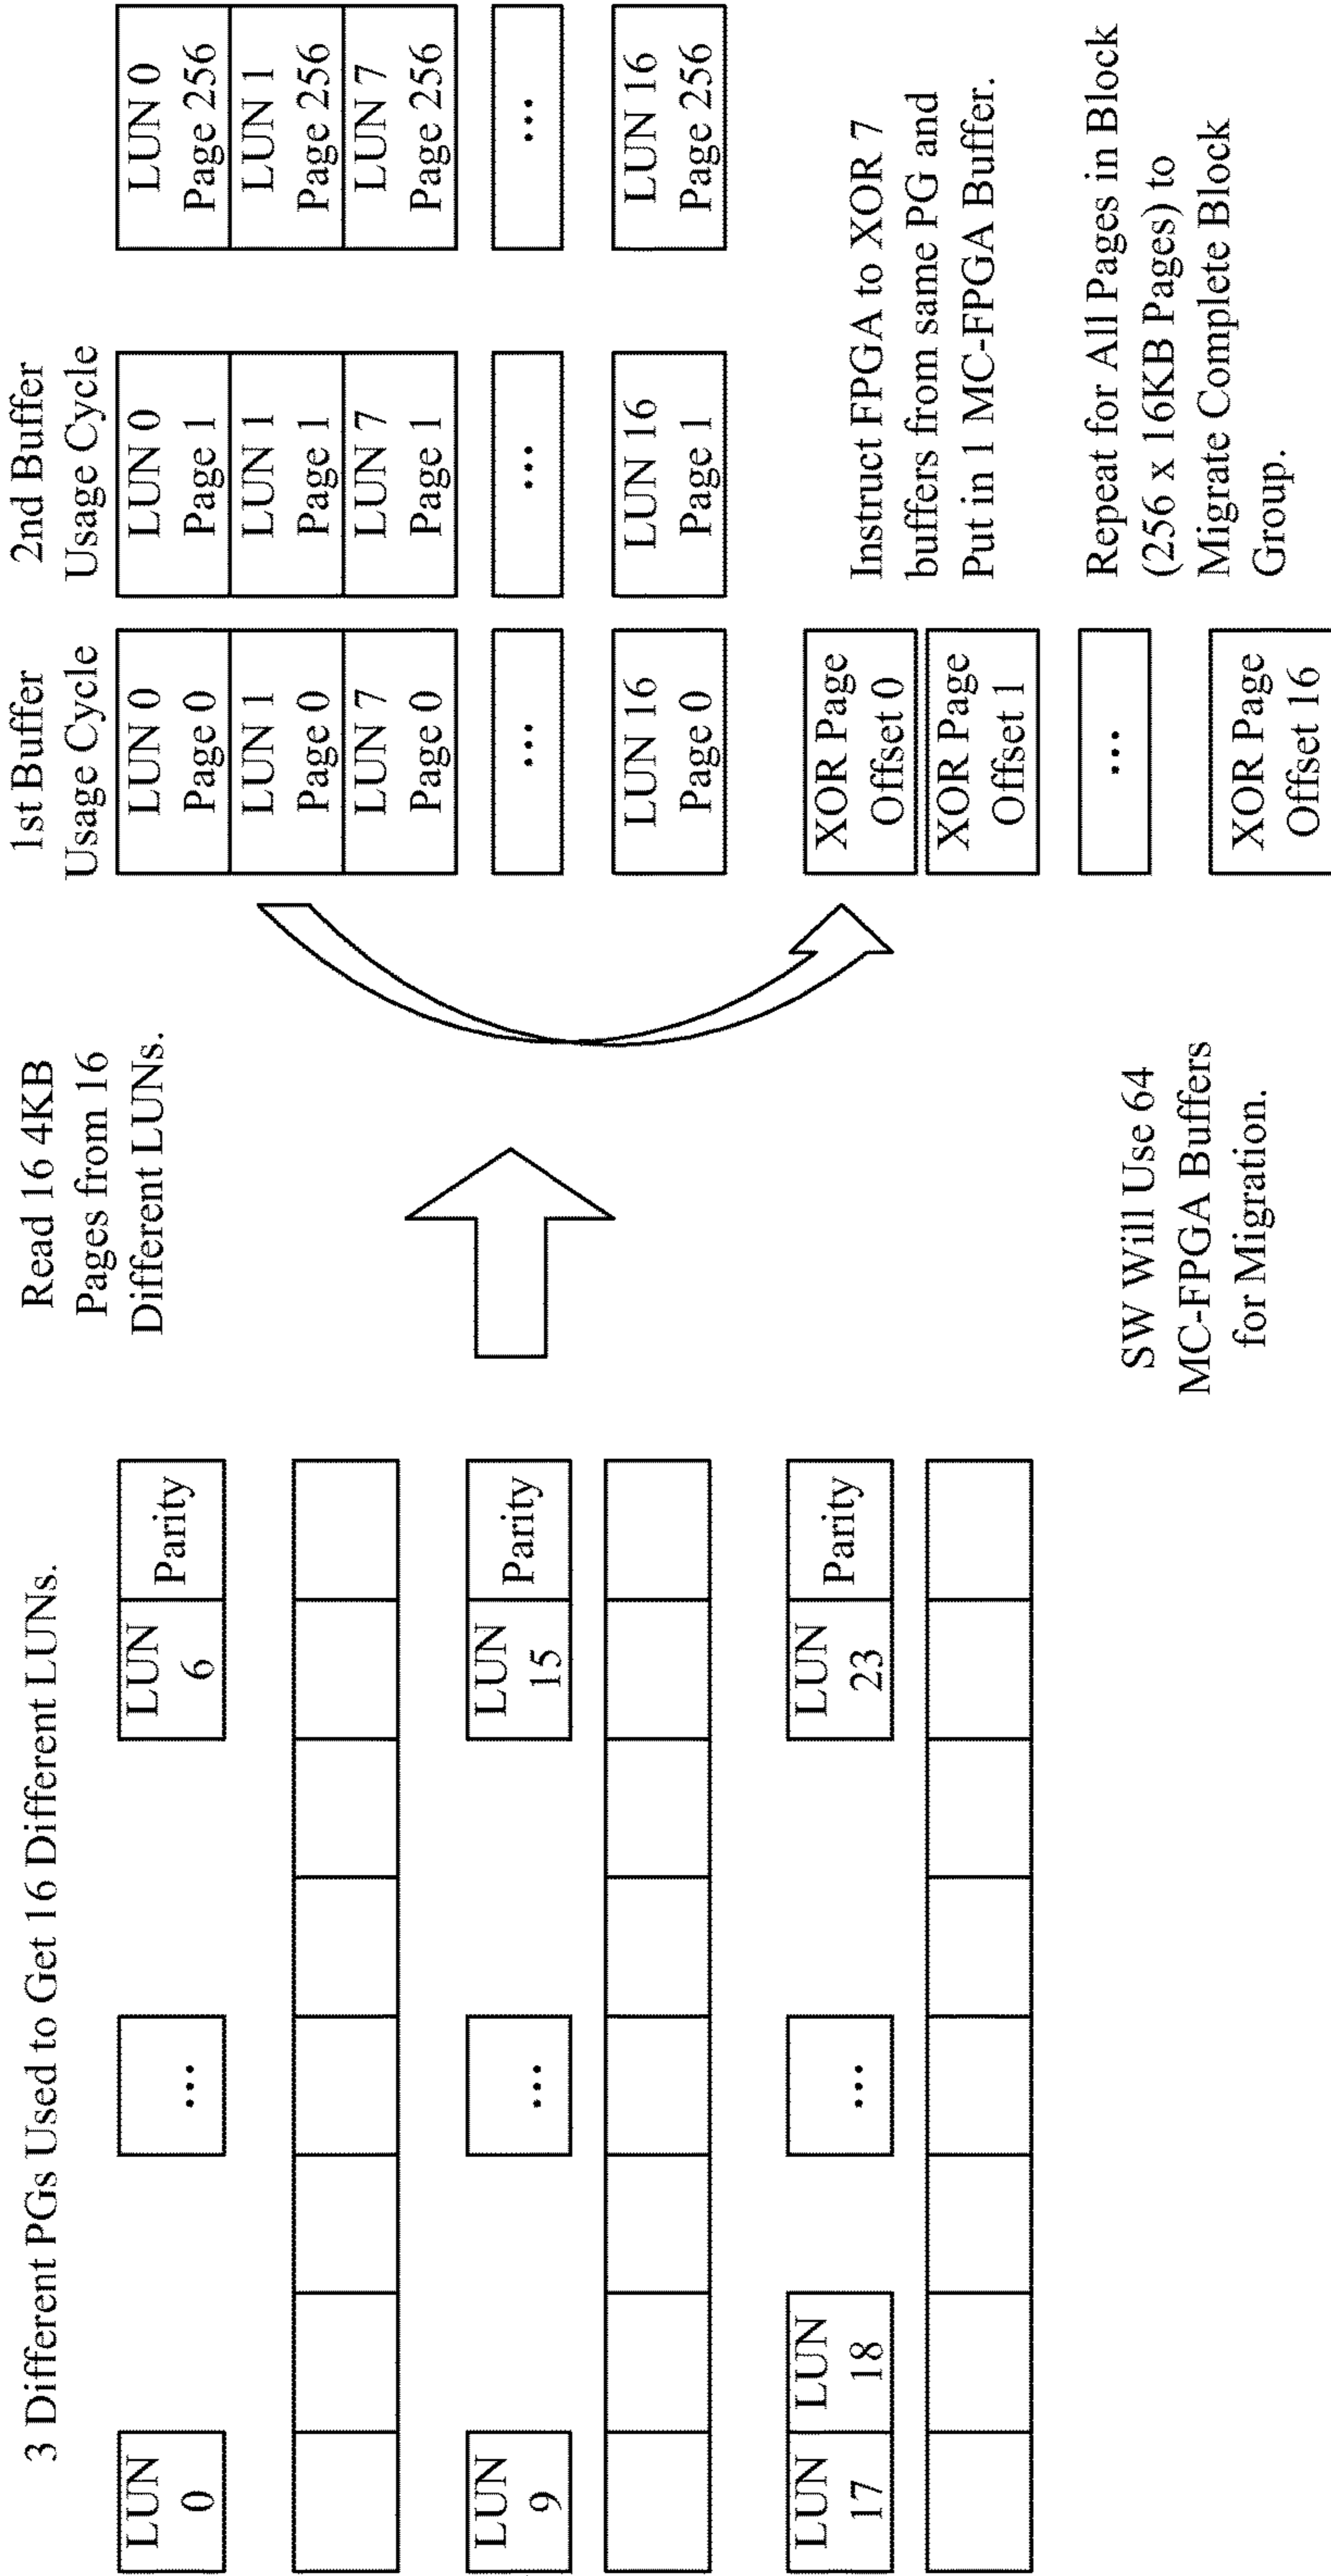 3 Different PGs Used to Get 16 Different LUNs.
LUN
0
...
LUN
6
Parity
LUN
9
...
LUN
15
Parity
LUN
17
LUN
18
...
LUN
23
Parity
Read 16 4KB
Pages from 16
Different LUNs.
SW Will Use 64
MC-FPGA Buffers
for Migration.
1st Buffer
Usage Cycle
LUN 0
Page 0
LUN 1
Page 0
LUN 7
Page 0
...
LUN 16
Page 0
2nd Buffer
Usage Cycle
LUN 0
Page 1
LUN 1
Page 1
LUN 7
Page 1
...
LUN 16
Page 1
LUN 0
Page 256
LUN 1
Page 256
LUN 7
Page 256
...
LUN 16
Page 256
XOR Page
Offset 0
XOR Page
Offset 1
...
XOR Page
Offset 16
Instruct FPGA to XOR 7
buffers from same PG and
Put in 1 MC-FPGA Buffer.
Repeat for All Pages in Block
(256 x 16KB Pages) to
Migrate Complete Block
Group.